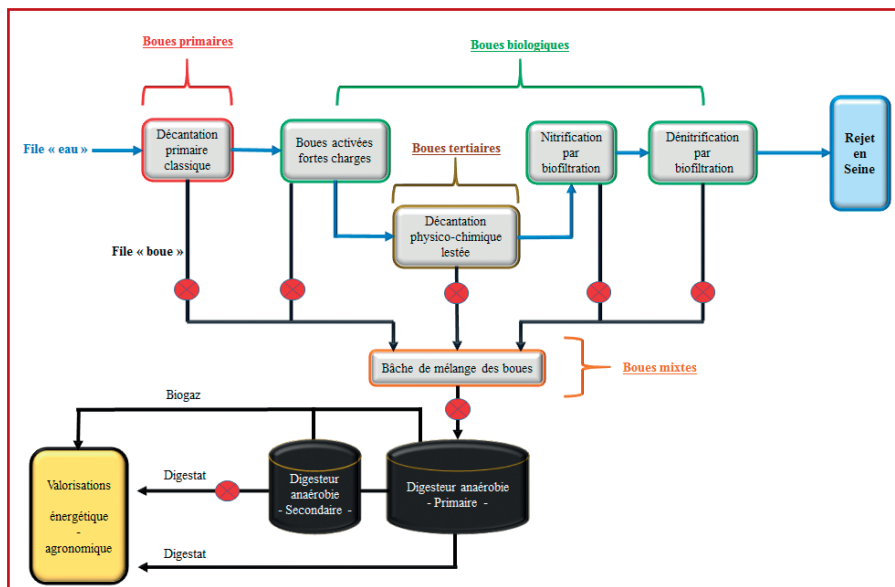 Boues primaires
Boues biologiques
File « eau »
Décantation
primaire
classique
Boues activées
fortes charges
Boues tertiaires
Nitrification
par
biofiltration
Dénitrification
par
biofiltration
Rejet
en
Seine
Décantation
physico-chimique
lestée
File « boue »
Bâche de mélange des boues
Boues mixtes
Biogaz
Valorisations
énergétique
-
agronomique
Digestat
Digesteur
anaérobie
- Secondaire -
Digesteur anaérobie
- Primaire -
Digestat